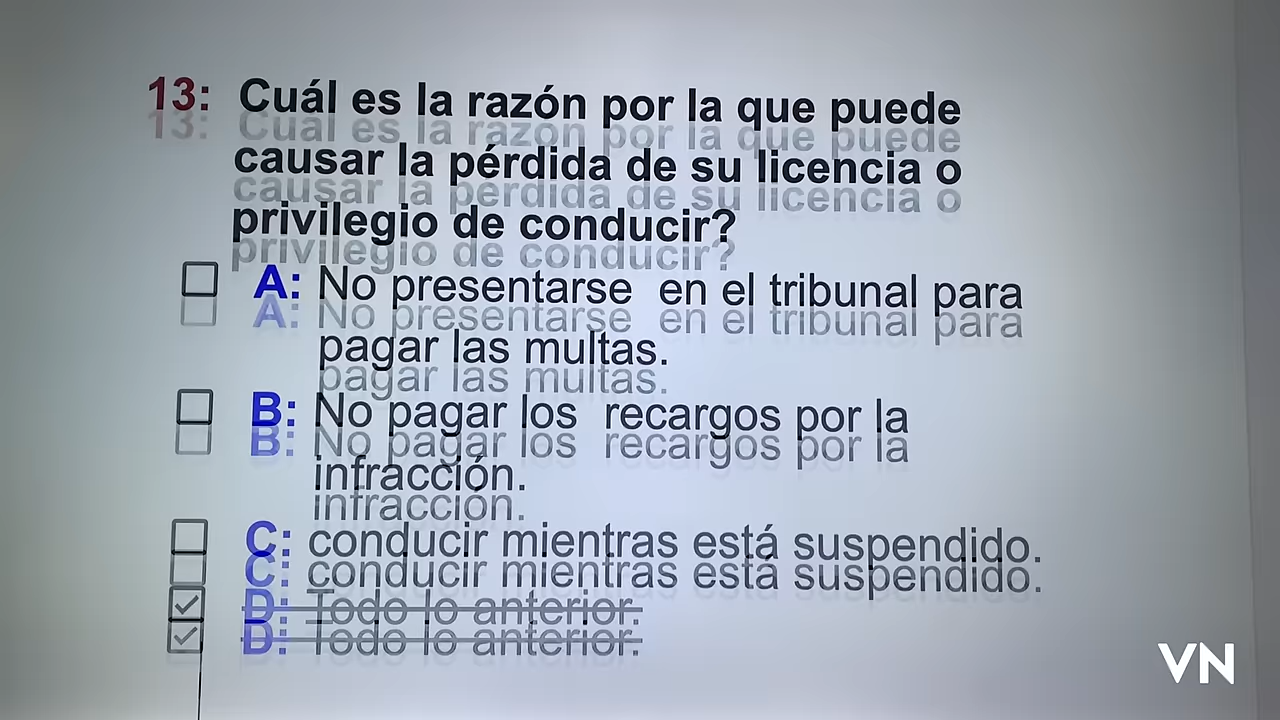 13: Cuál es la razón por la que puede
causar la pérdida de su licencia o
privilegio de conducir?
A: No presentarse en el tribunal para
pagar las multas.
B: No pagar los recargos por la
infracción.
C: conducir mientras está suspendido.
D: Todo lo anterior.
VN